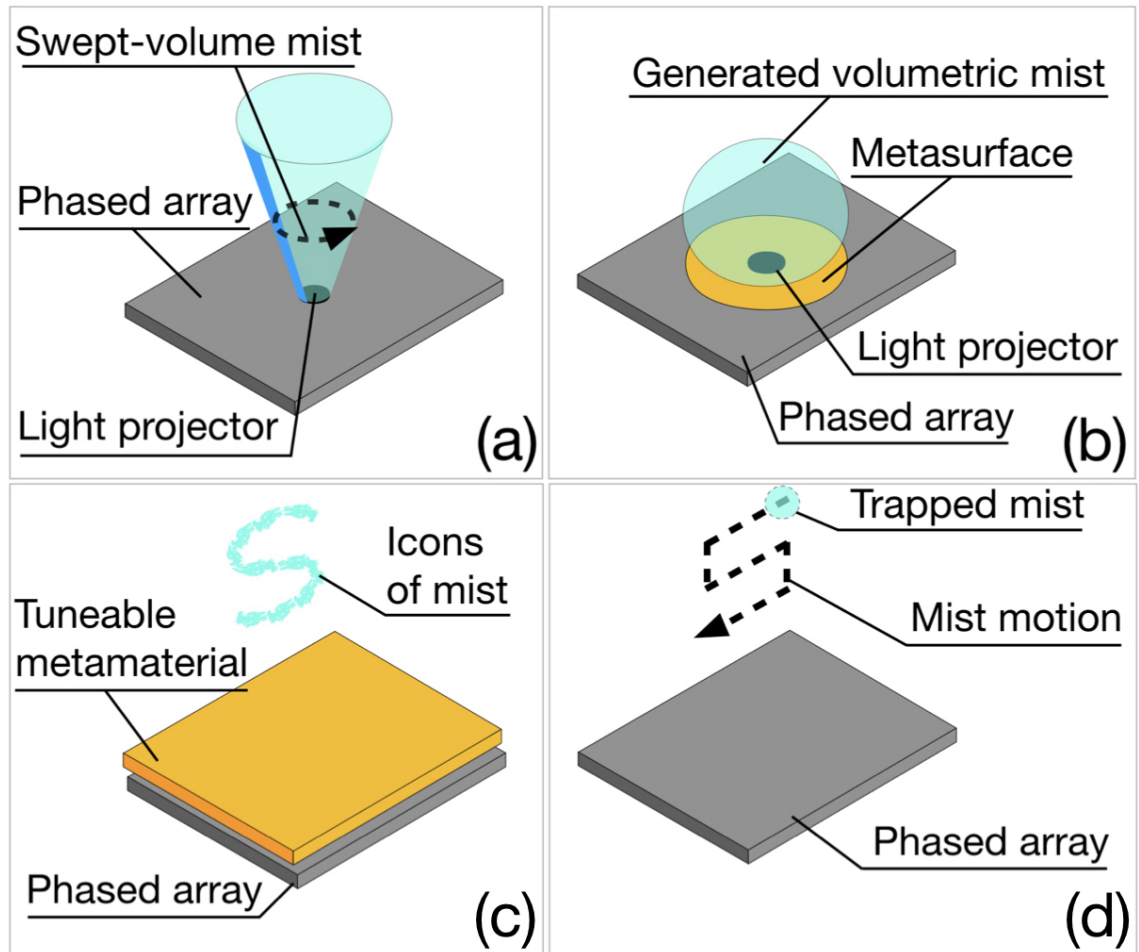 Swept-volume mist
Phased array
Light projector
(a)
Generated volumetric mist
Metasurface
Light projector
Phased array
(b)
Icons
of mist
Tuneable
metamaterial
Phased array
(c)
Trapped mist
Mist motion
Phased array
(d)